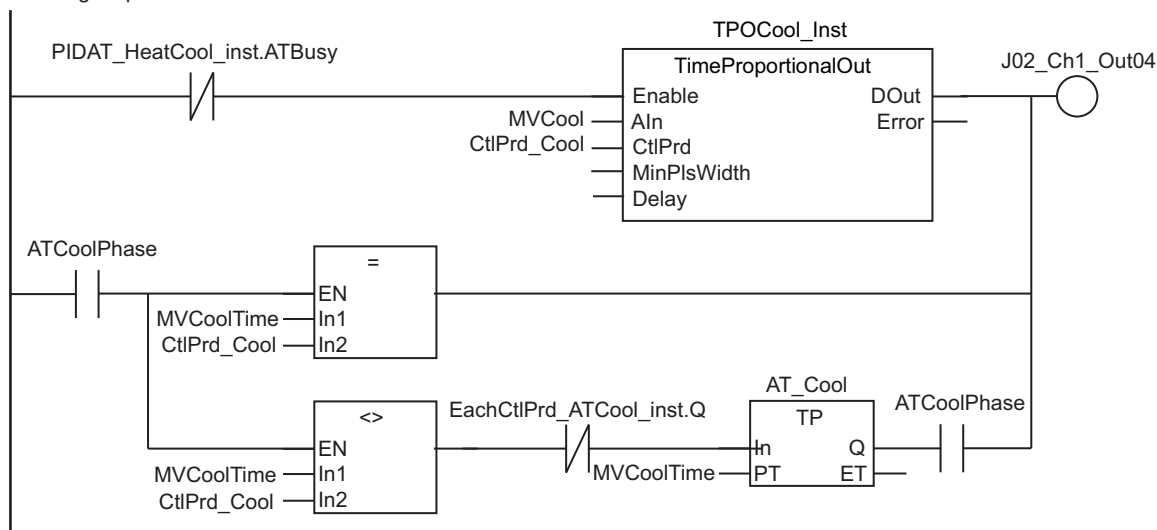 TPOCool_Inst
PIDAT_HeatCool_inst.ATBusy
J02_Ch1_Out04
TimeProportionalOut
Enable DOut
MVCool AIn Error
CtlPrd_Cool CtlPrd
MinPlsWidth
Delay
ATCoolPhase
=
EN
MVCoolTime In1
CtlPrd_Cool In2
AT_Cool
<> EachCtlPrd_ATCool_inst.Q TP ATCoolPhase
EN In Q
MVCoolTime In1 MVCoolTime PT ET
CtlPrd_Cool In2